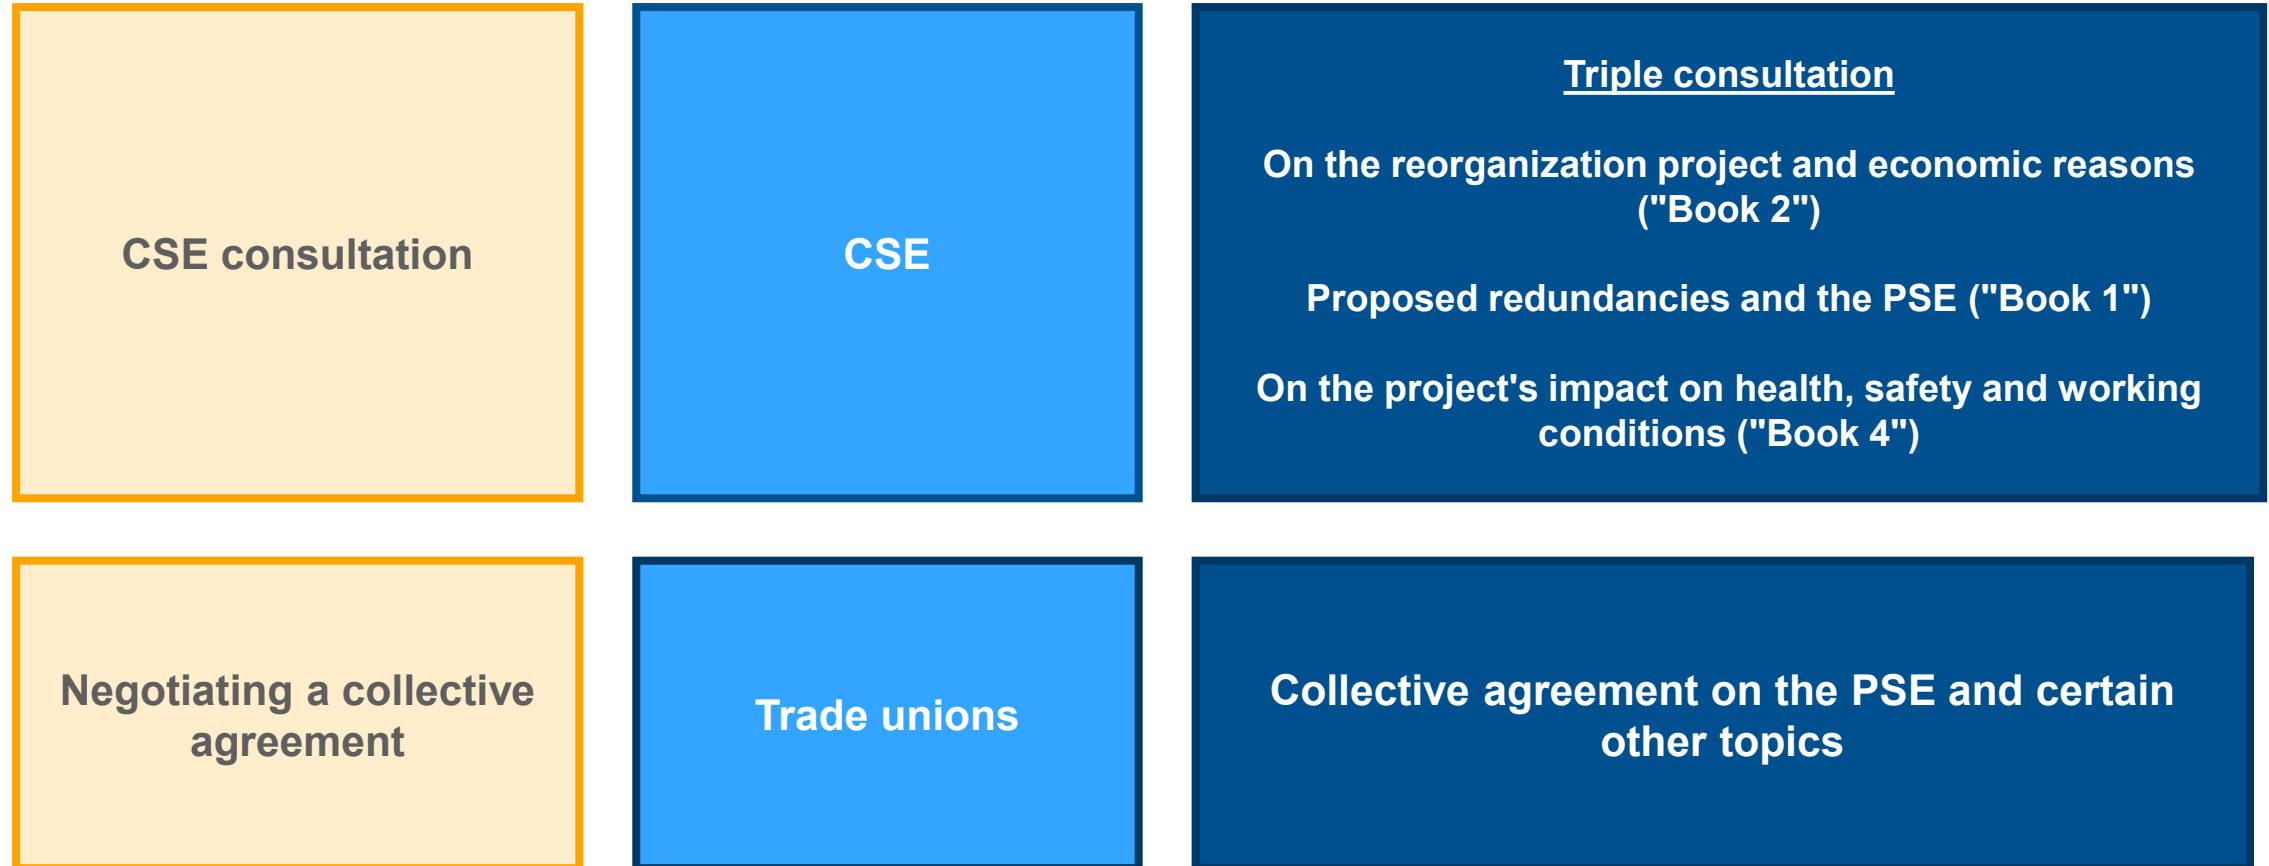 CSE consultation
CSE
Triple consultation
On the reorganization project and economic reasons
("Book 2")
Proposed redundancies and the PSE ("Book 1")
On the project's impact on health, safety and working
conditions ("Book 4")
Negotiating a collective
agreement
Trade unions
Collective agreement on the PSE and certain
other topics